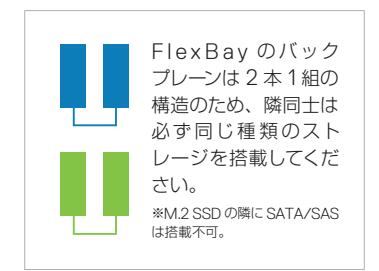 FlexBay のバック
プレーンは 2 本 1 組の
構造のため、隣同士は
必ず同じ種類のスト
レージを搭載してくだ
さい。
※M.2 SSD の隣に SATA/SAS
は搭載不可。